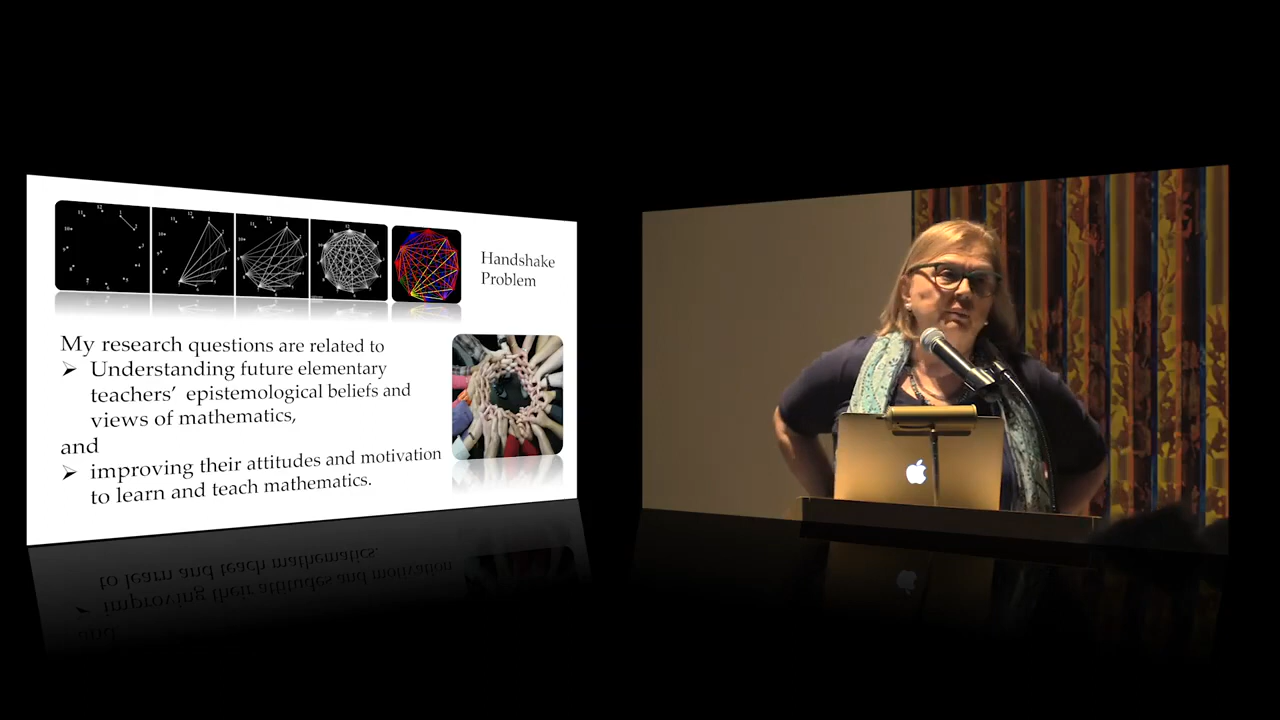 Handshake
Problem
My research questions are related to
➢ Understanding future elementary
teachers’ epistemological beliefs and
views of mathematics,
and
➢ improving their attitudes and motivation
to learn and teach mathematics.